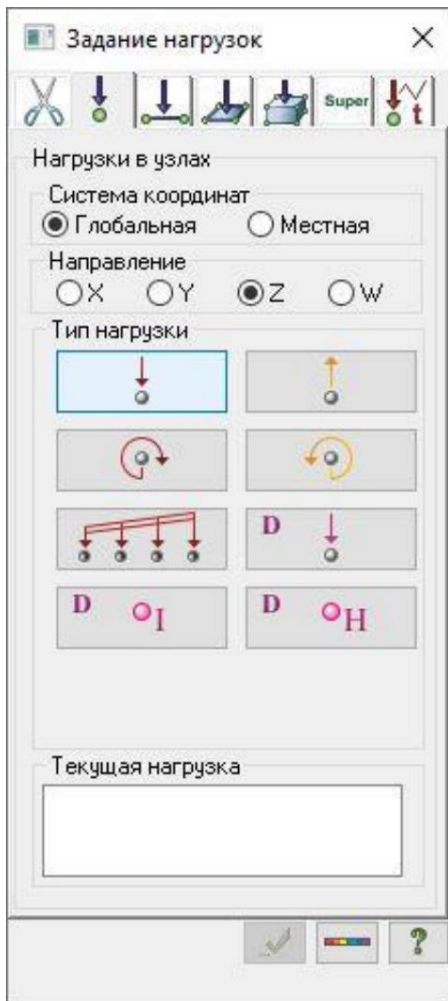 Задание нагрузок
Super
t
Нагрузки в узлах
Система координат
Глобальная Местная
Направление
X Y Z W
Тип нагрузки
D
D I D H
Текущая нагрузка
?